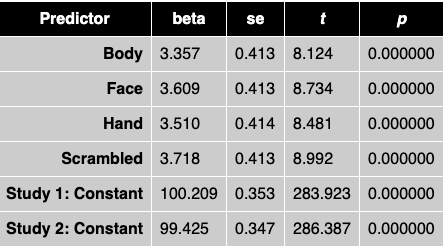 Predictor beta se t p
Body 3.357 0.413 8.124 0.000000
Face 3.609 0.413 8.734 0.000000
Hand 3.510 0.414 8.481 0.000000
Scrambled 3.718 0.413 8.992 0.000000
Study 1: Constant 100.209 0.353 283.923 0.000000
Study 2: Constant 99.425 0.347 286.387 0.000000